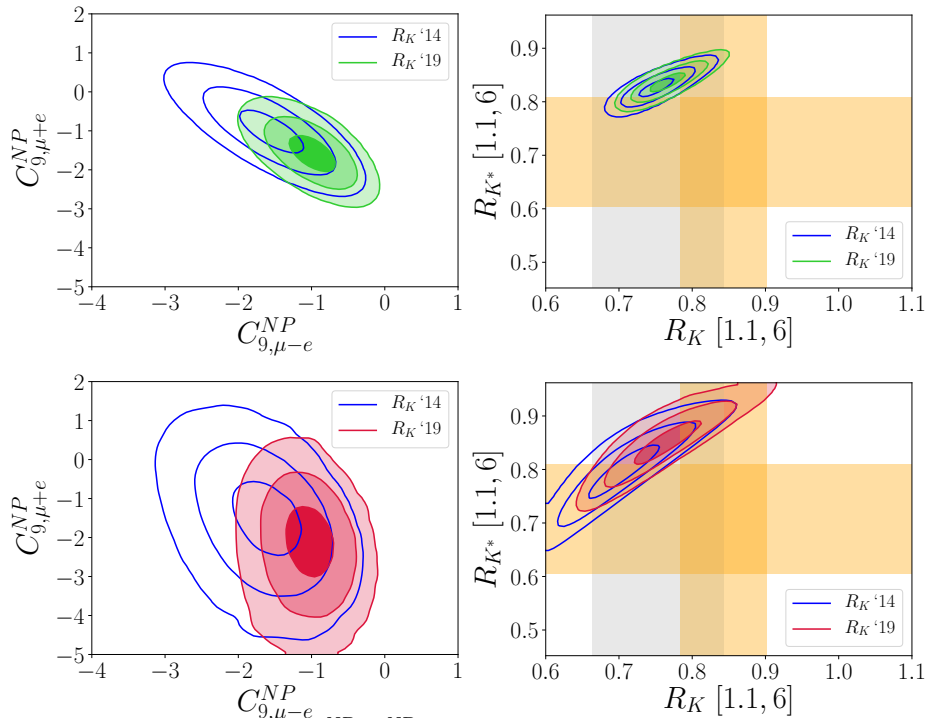 2
1
0
−1
−2
−3
−4
−5
−4 −3 −2 −1 0 1
C^{NP}_{9,μ+e}
C^{NP}_{9,μ−e}
R_K ‘14
R_K ‘19
0.9
0.8
0.7
0.6
0.5
0.6 0.7 0.8 0.9 1.0 1.1
R_{K*} [1.1, 6]
R_K [1.1, 6]
R_K ‘14
R_K ‘19
2
1
0
−1
−2
−3
−4
−5
−4 −3 −2 −1 0 1
C^{NP}_{9,μ+e}
C^{NP}_{9,μ−e}
R_K ‘14
R_K ‘19
0.9
0.8
0.7
0.6
0.5
0.6 0.7 0.8 0.9 1.0 1.1
R_{K*} [1.1, 6]
R_K [1.1, 6]
R_K ‘14
R_K ‘19